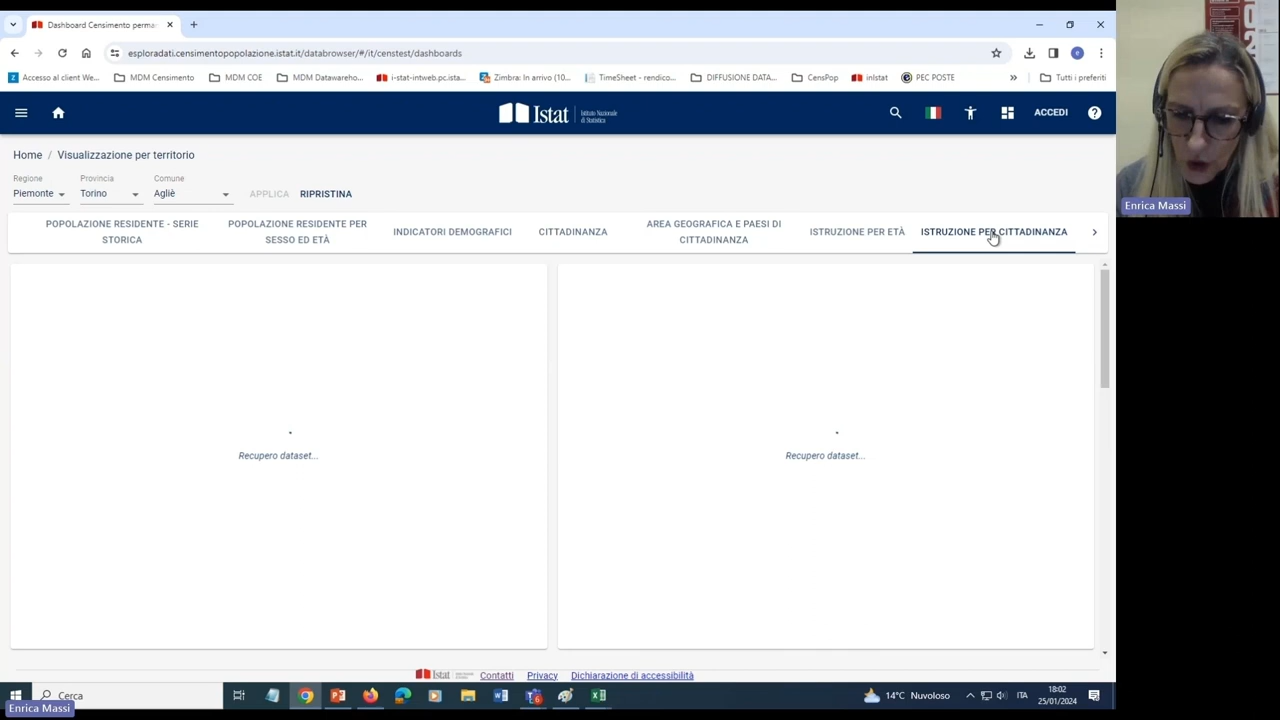 Dashboard Censimento perma
esploradati.censimentopopolazione.istat.it/databrowser/#/it/censtest/dashboards
e
Accesso al client We...
MDM Censimento
MDM COE
MDM Datawareho...
i-stat-intweb.pc.ista...
Zimbra: In arrivo (10...
TimeSheet - rendico...
DIFFUSIONE DATA...
CensPop
inIstat
PEC POSTE
»
Tutti i preferiti
Istat
Istituto Nazionale
di Statistica
ACCEDI
Home / Visualizzazione per territorio
Regione
Provincia
Comune
Piemonte
Torino
Agliè
APPLICA
RIPRISTINA
POPOLAZIONE RESIDENTE - SERIE
STORICA
POPOLAZIONE RESIDENTE PER
SESSO ED ETÀ
INDICATORI DEMOGRAFICI
CITTADINANZA
AREA GEOGRAFICA E PAESI DI
CITTADINANZA
ISTRUZIONE PER ETÀ
ISTRUZIONE PER CITTADINANZA
Recupero dataset...
Recupero dataset...
Istat
Contatti
Privacy
Dichiarazione di accessibilità
Cerca
14°C Nuvoloso
ITA
18:02
25/01/2024
Enrica Massi
Enrica Massi